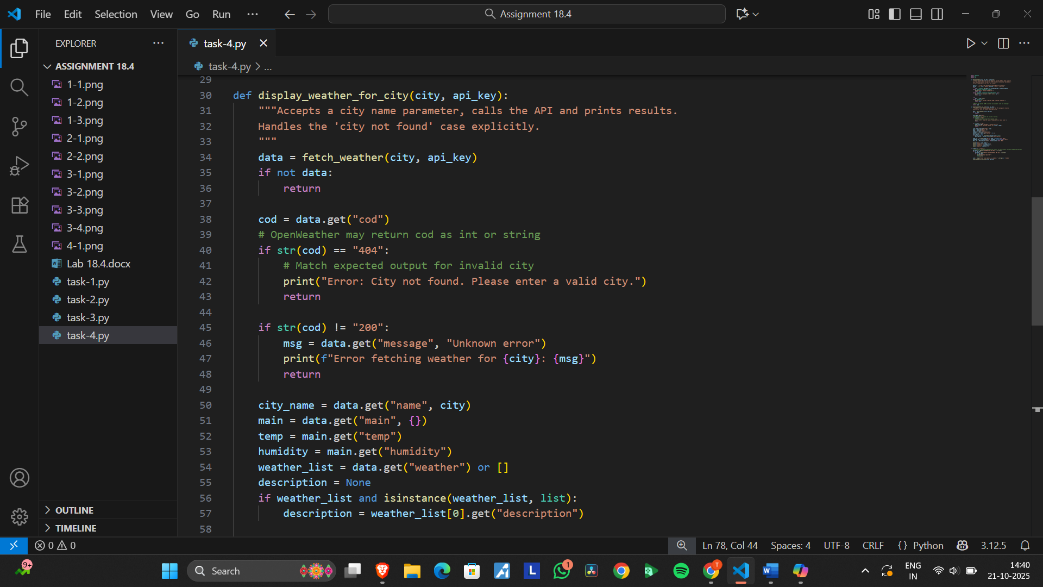 File Edit Selection View Go Run ··· Assignment 18.4
EXPLORER ···
ASSIGNMENT 18.4
1-1.png
1-2.png
1-3.png
2-1.png
2-2.png
3-1.png
3-2.png
3-3.png
3-4.png
4-1.png
Lab 18.4.docx
task-1.py
task-2.py
task-3.py
task-4.py
OUTLINE
TIMELINE
task-4.py
task-4.py > ...
29
30 def display_weather_for_city(city, api_key):
31 """Accepts a city name parameter, calls the API and prints results.
32 Handles the 'city not found' case explicitly.
33 """
34 data = fetch_weather(city, api_key)
35 if not data:
36 return
37
38 cod = data.get("cod")
39 # OpenWeather may return cod as int or string
40 if str(cod) == "404":
41 # Match expected output for invalid city
42 print("Error: City not found. Please enter a valid city.")
43 return
44
45 if str(cod) != "200":
46 msg = data.get("message", "Unknown error")
47 print(f"Error fetching weather for {city}: {msg}")
48 return
49
50 city_name = data.get("name", city)
51 main = data.get("main", {})
52 temp = main.get("temp")
53 humidity = main.get("humidity")
54 weather_list = data.get("weather") or []
55 description = None
56 if weather_list and isinstance(weather_list, list):
57 description = weather_list[0].get("description")
58
0 0 Ln 78, Col 44 Spaces: 4 UTF-8 CRLF {} Python 3.12.5
9+ Search 1 ENG 14:40
IN 21-10-2025